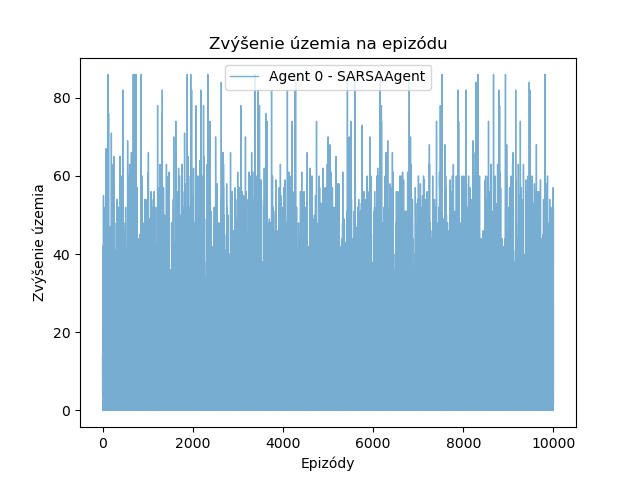 Zvýšenie územia na epizódu
Agent 0 - SARSAAgent
Zvýšenie územia
80
60
40
20
0
0 2000 4000 6000 8000 10000
Epizódy